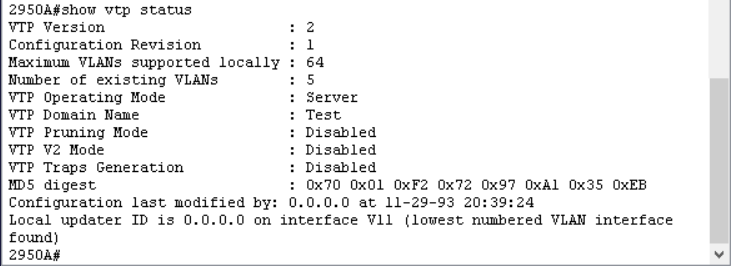 2950A#show vtp status
VTP Version : 2
Configuration Revision : 1
Maximum VLANs supported locally : 64
Number of existing VLANs : 5
VTP Operating Mode : Server
VTP Domain Name : Test
VTP Pruning Mode : Disabled
VTP V2 Mode : Disabled
VTP Traps Generation : Disabled
MD5 digest : 0x70 0x01 0xF2 0x72 0x97 0xA1 0x35 0xEB
Configuration last modified by: 0.0.0.0 at 11-29-93 20:39:24
Local updater ID is 0.0.0.0 on interface Vl1 (lowest numbered VLAN interface
found)
2950A#